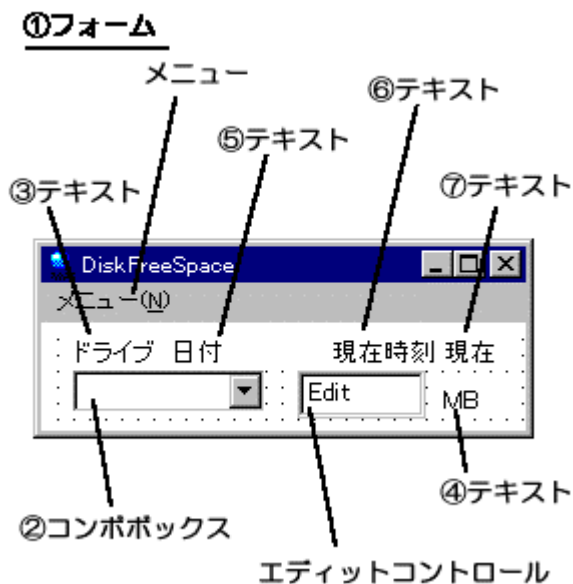 ①フォーム
メニュー
⑥テキスト
⑤テキスト
③テキスト
⑦テキスト
DiskFreeSpace
メニュー(N)
ドライブ 日付 現在時刻 現在
Edit MB
④テキスト
②コンボボックス
エディットコントロール